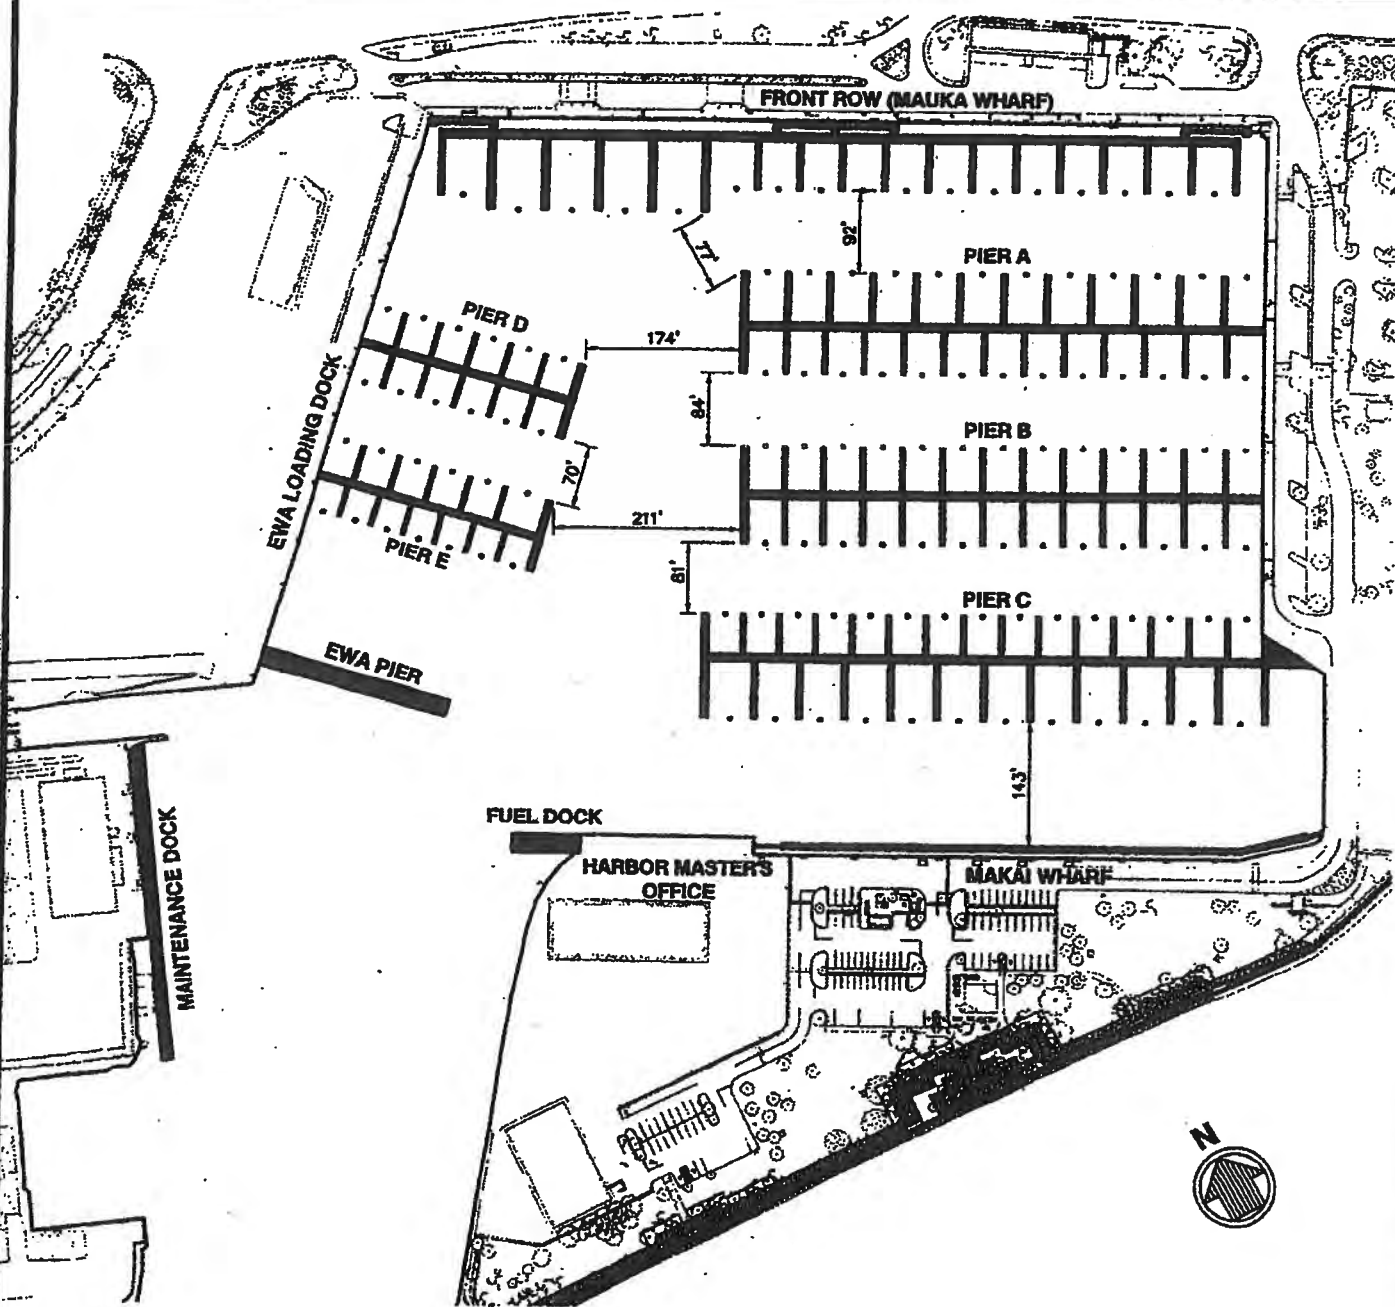 FRONT ROW (MAUKA WHARF)
92'
77'
PIER A
PIER D
174'
EWA LOADING DOCK
84'
PIER B
70'
211'
PIER E
81'
PIER C
EWA PIER
143'
FUEL DOCK
MAINTENANCE DOCK
HARBOR MASTER'S
OFFICE
MAKAI WHARF
N